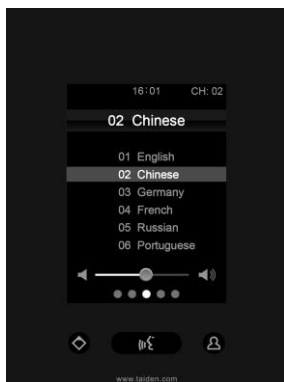 16:01 CH: 02
02 Chinese
01 English
02 Chinese
03 Germany
04 French
05 Russian
06 Portuguese
www.taiden.com